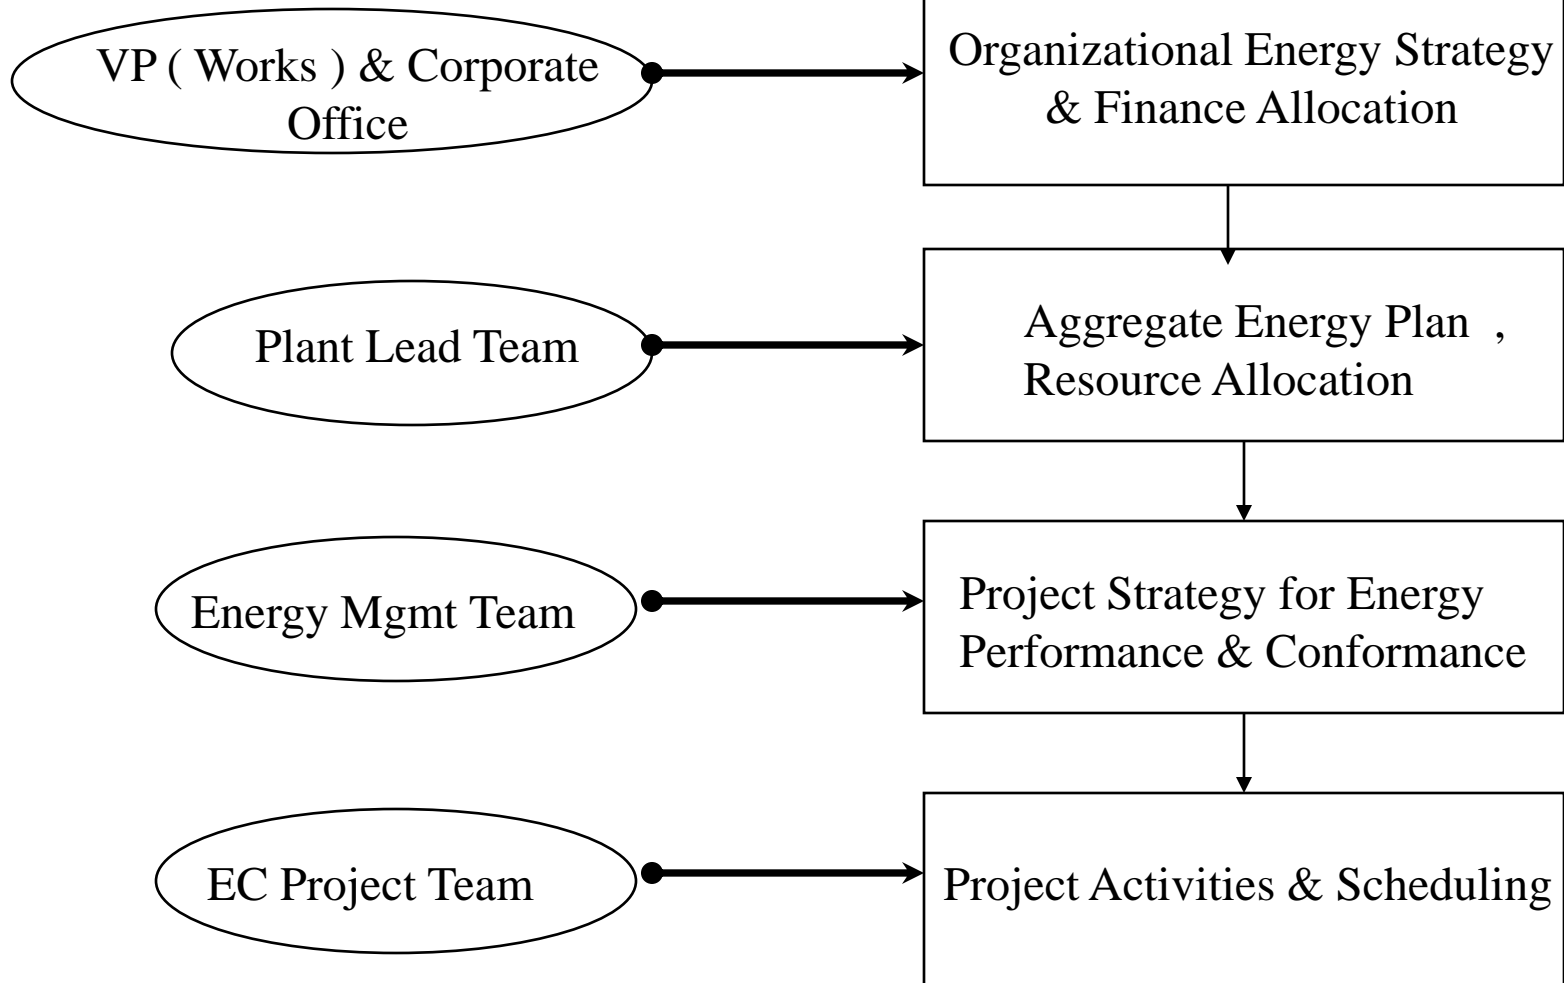 VP ( Works ) & Corporate
Office
Organizational Energy Strategy
& Finance Allocation
Plant Lead Team
Aggregate Energy Plan ,
Resource Allocation
Energy Mgmt Team
Project Strategy for Energy
Performance & Conformance
EC Project Team
Project Activities & Scheduling